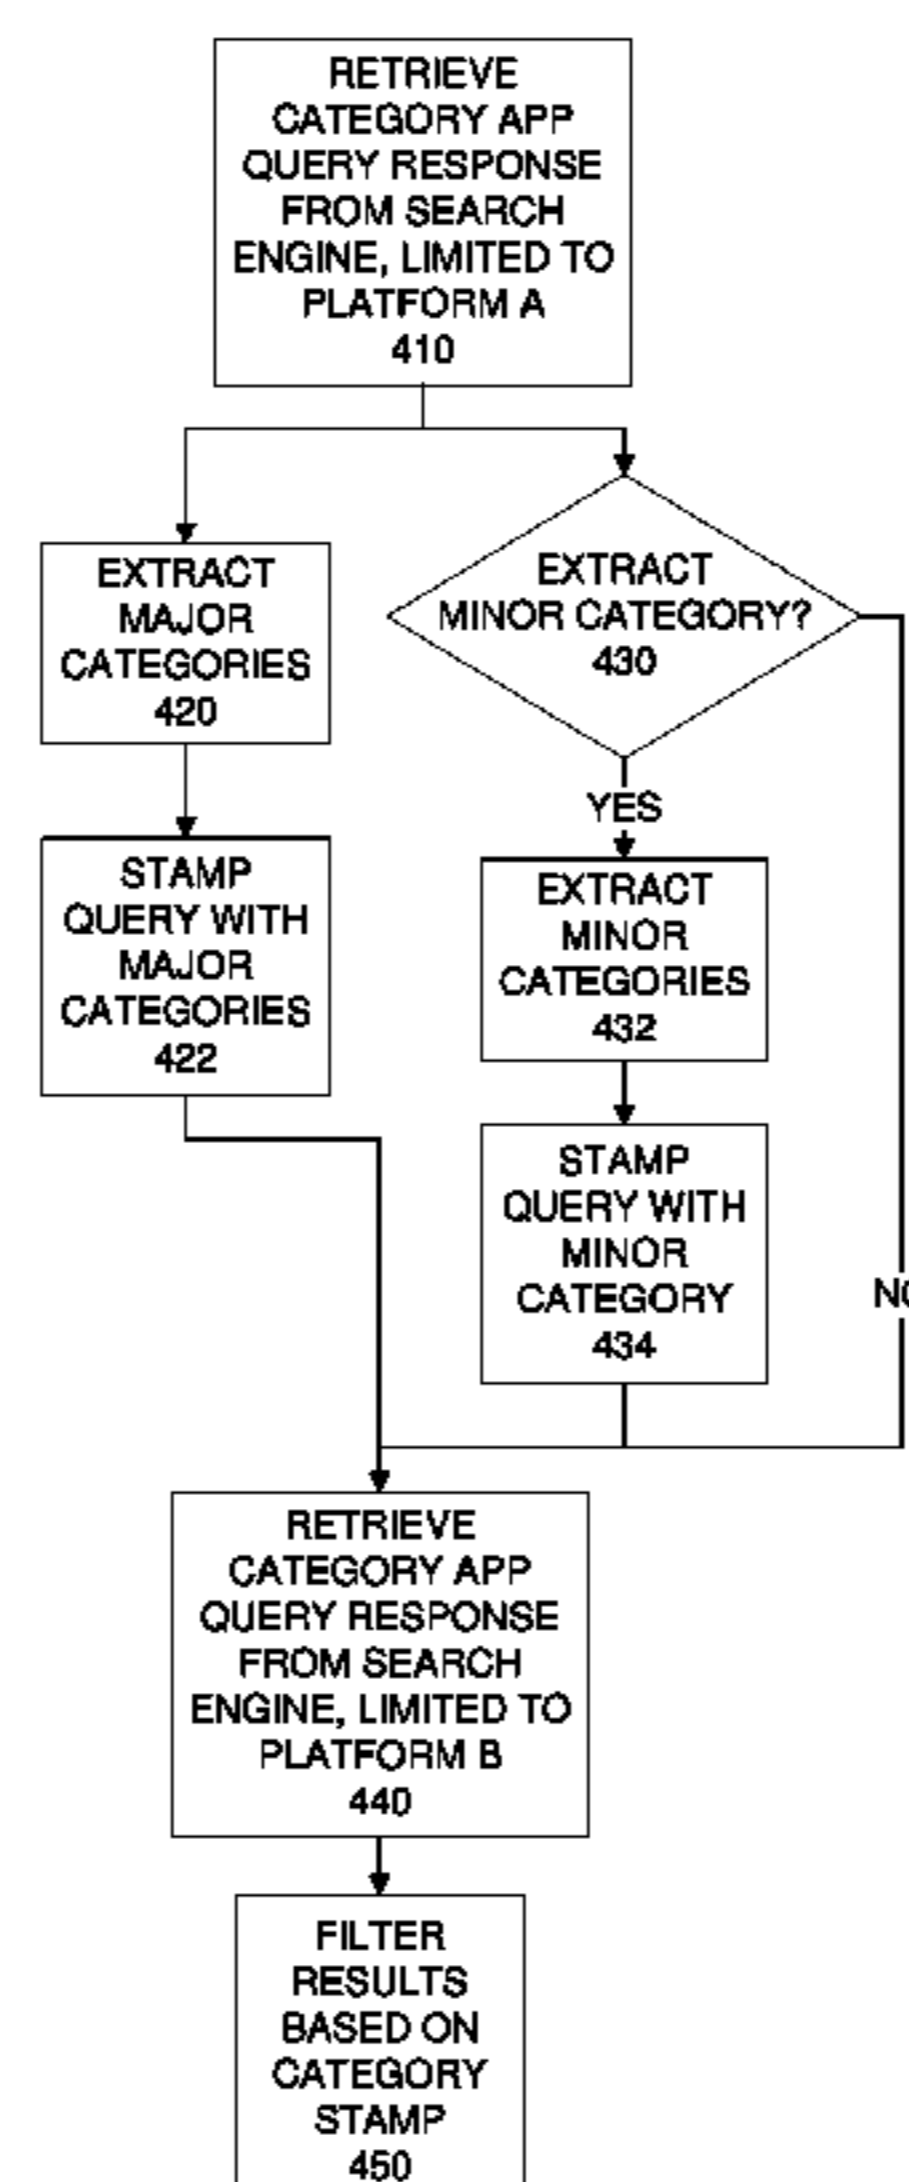 RETRIEVE
CATEGORY APP
QUERY RESPONSE
FROM SEARCH
ENGINE, LIMITED TO
PLATFORM A
410
EXTRACT
MAJOR
CATEGORIES
420
EXTRACT
MINOR CATEGORY?
430
YES
STAMP
QUERY WITH
MAJOR
CATEGORIES
422
EXTRACT
MINOR
CATEGORIES
432
STAMP
QUERY WITH
MINOR
CATEGORY
434
NO
RETRIEVE
CATEGORY APP
QUERY RESPONSE
FROM SEARCH
ENGINE, LIMITED TO
PLATFORM B
440
FILTER
RESULTS
BASED ON
CATEGORY
STAMP
450